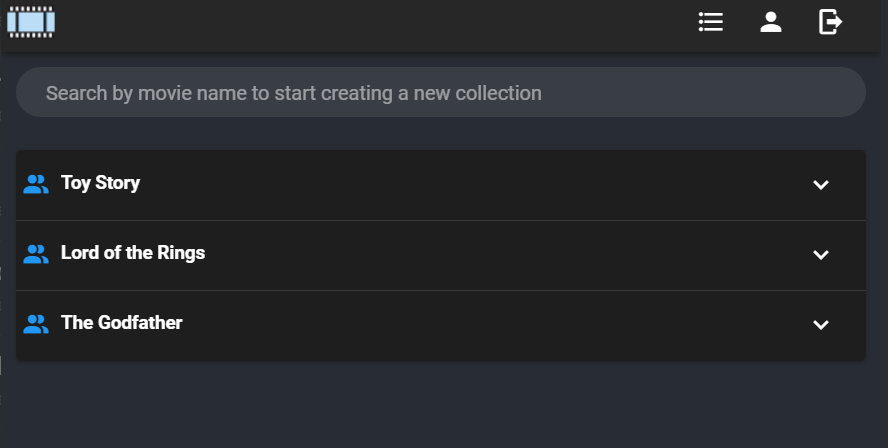 Search by movie name to start creating a new collection
Toy Story
Lord of the Rings
The Godfather